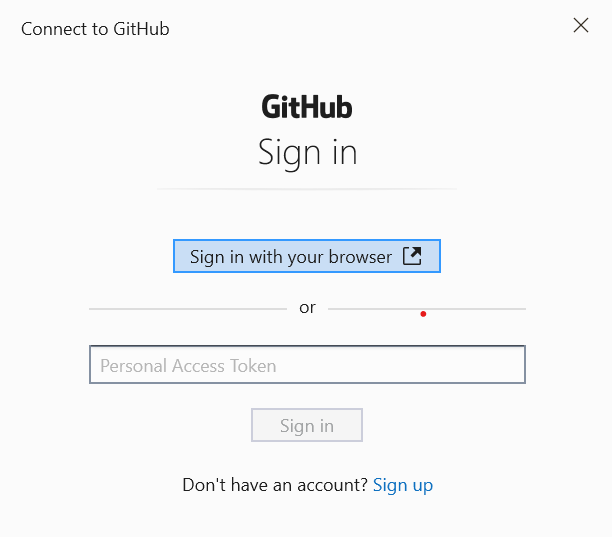 Connect to GitHub
GitHub
Sign in
Sign in with your browser
or
Personal Access Token
Sign in
Don't have an account? Sign up